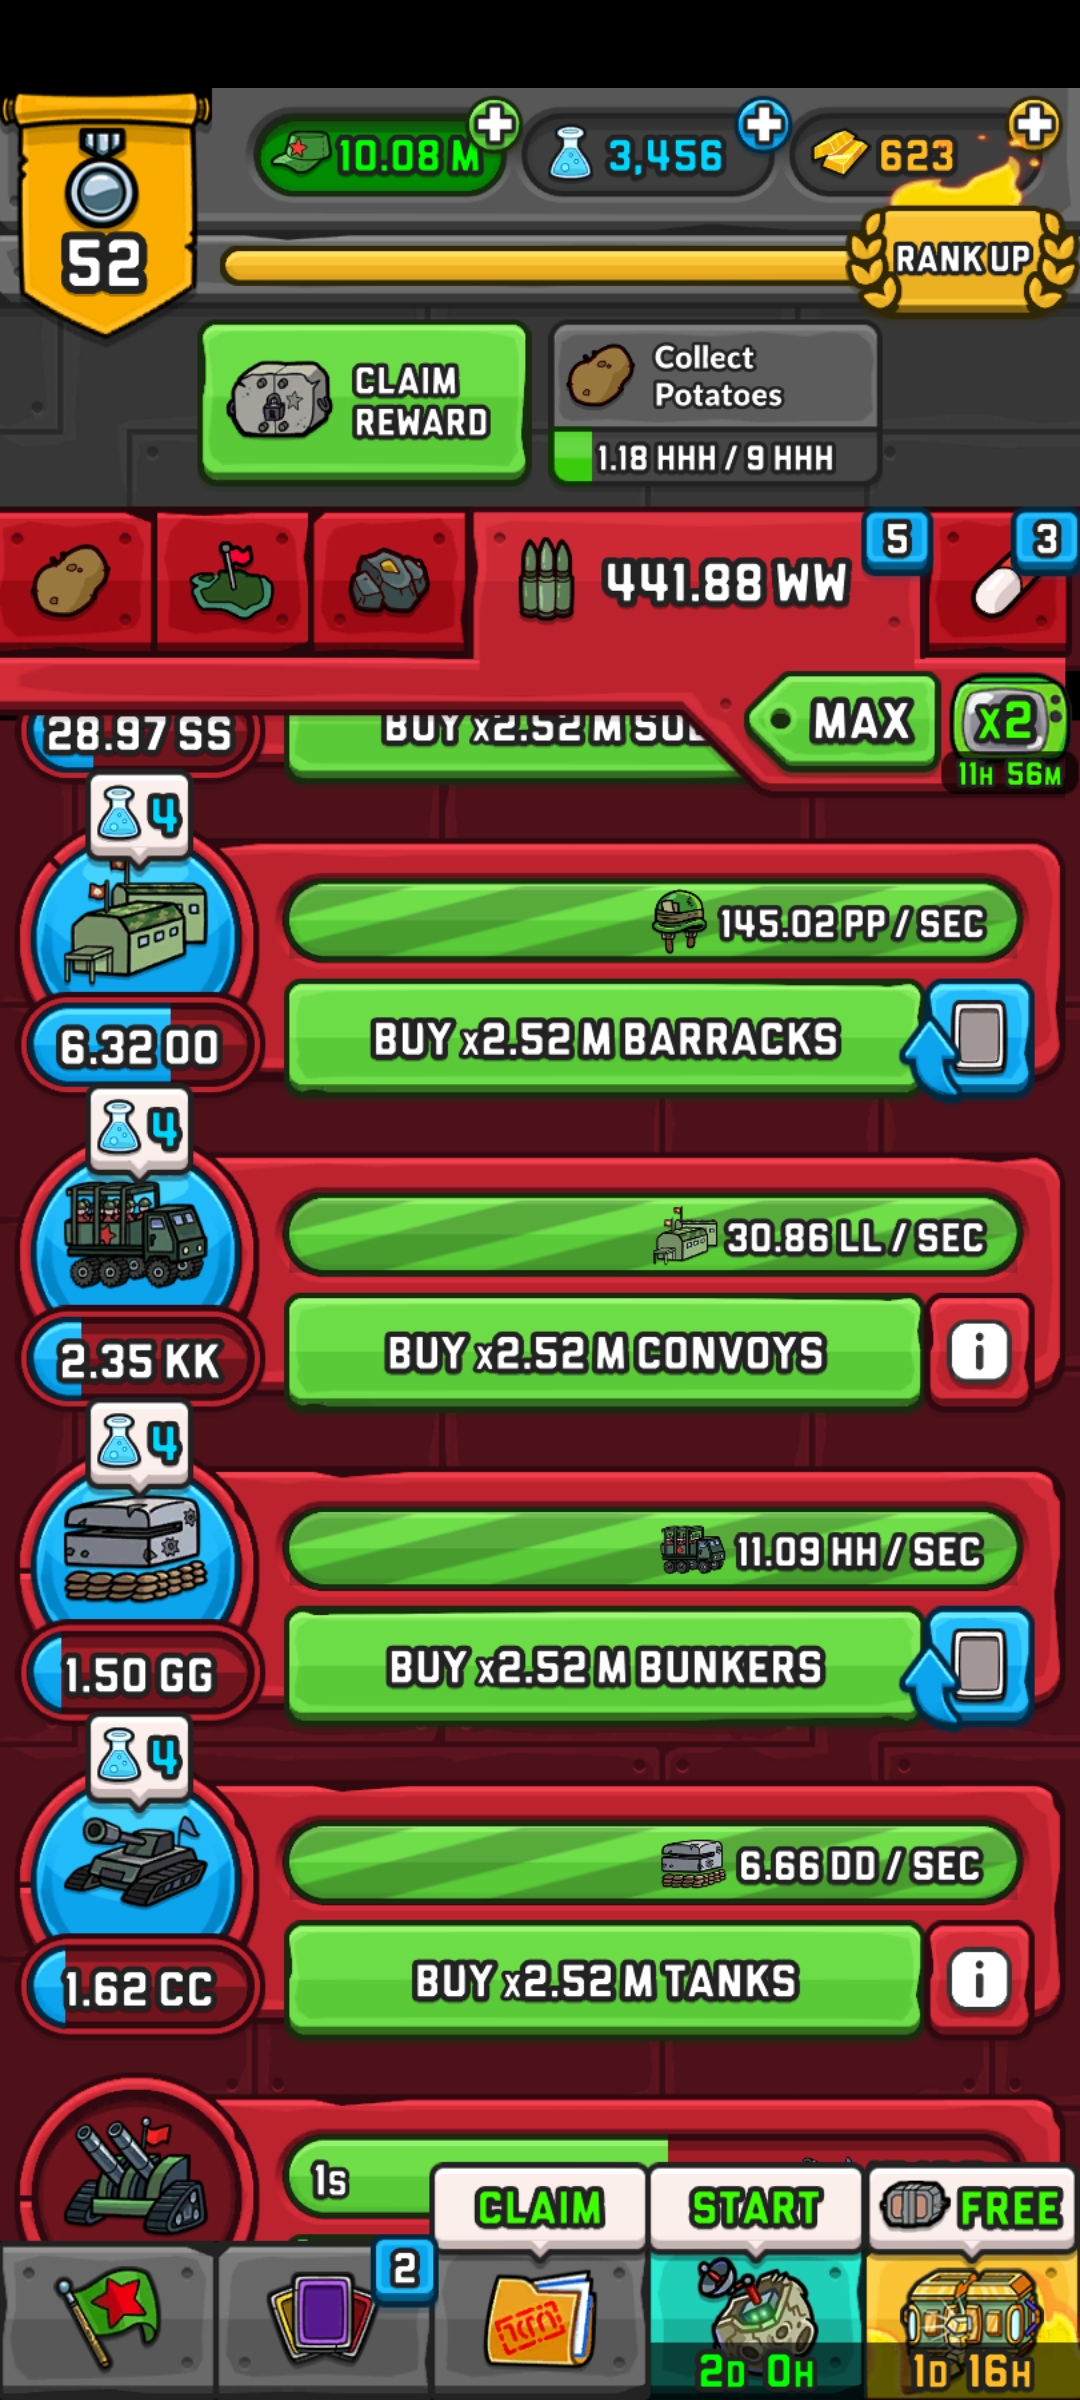 52
10.08 M
3,456
623
RANK UP
CLAIM
REWARD
Collect
Potatoes
1.18 HHH / 9 HHH
441.88 WW
5
3
MAX
x2
11H 56M
28.97 SS
BUY x2.52 M
4
145.02 PP / SEC
6.32 OO
BUY x2.52 M BARRACKS
4
30.86 LL / SEC
2.35 KK
BUY x2.52 M CONVOYS
i
4
11.09 HH / SEC
1.50 GG
BUY x2.52 M BUNKERS
4
6.66 DD / SEC
1.62 CC
BUY x2.52 M TANKS
i
1s
CLAIM
START
FREE
2
2D 0H
1D 16H